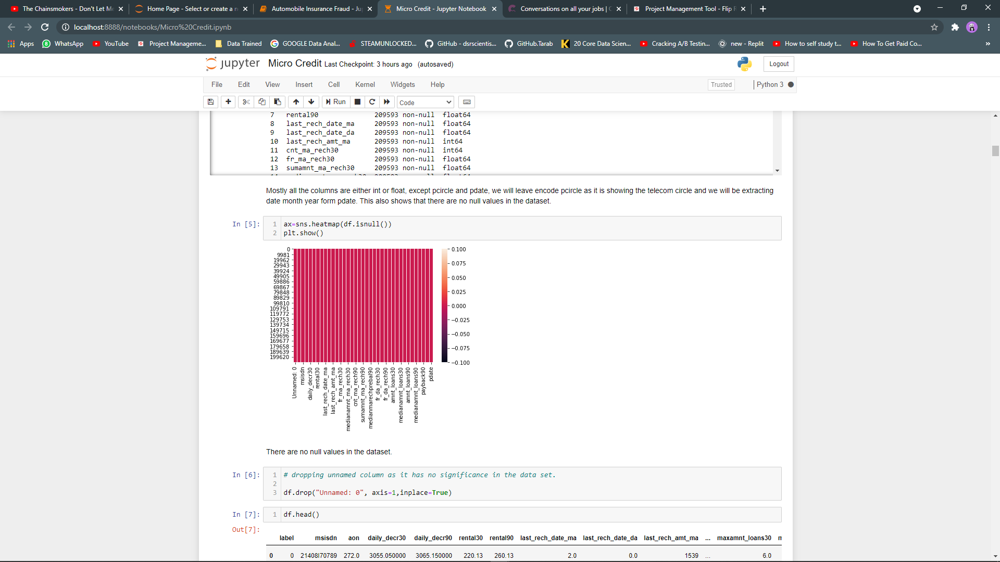 The Chainsmokers - Don't Let Me
Home Page - Select or create a n
Automobile Insurance Fraud - Ju
Micro Credit - Jupyter Notebook
Conversations on all your jobs |
Project Management Tool - Flip R
localhost:8888/notebooks/Micro%20Credit.ipynb
Apps
WhatsApp
YouTube
Project Manageme...
Data Trained
GOOGLE Data Anal...
STEAMUNLOCKED...
GitHub - dsrscientis...
GitHub.Tarab
20 Core Data Scien...
Cracking A/B Testin...
new - Replit
How to self study t...
How To Get Paid Co...
»
jupyter Micro Credit Last Checkpoint: 3 hours ago (autosaved)
Logout
File Edit View Insert Cell Kernel Widgets Help
Trusted
Python 3
Run
Code
7 rental90 209593 non-null float64
8 last_rech_date_ma 209593 non-null float64
9 last_rech_date_da 209593 non-null float64
10 last_rech_amt_ma 209593 non-null int64
11 cnt_ma_rech30 209593 non-null int64
12 fr_ma_rech30 209593 non-null float64
13 sumamnt_ma_rech30 209593 non-null float64
Mostly all the columns are either int or float, except pcircle and pdate, we will leave encode pcircle as it is showing the telecom circle and we will be extracting
date month year form pdate. This also shows that there are no null values in the dataset.
In [5]:
1 ax=sns.heatmap(df.isnull())
2 plt.show()
0
9981
19962
29943
39924
49905
59886
69867
79848
89829
99810
109791
119772
129753
139734
149715
159696
169677
179658
189639
199620
0.100
0.075
0.050
0.025
0.000
−0.025
−0.050
−0.075
−0.100
Unnamed: 0
msisdn
daily_decr30
rental30
last_rech_date_ma
last_rech_amt_ma
fr_ma_rech30
medianamnt_ma_rech30
cnt_ma_rech90
sumamnt_ma_rech90
medianmarechprebal90
fr_da_rech30
fr_da_rech90
amnt_loans30
medianamnt_loans30
amnt_loans90
medianamnt_loans90
payback90
pdate
There are no null values in the dataset.
In [6]:
1 # dropping unnamed column as it has no significance in the data set.
2
3 df.drop("Unnamed: 0", axis=1,inplace=True)
In [7]:
1 df.head()
Out[7]:
label msisdn aon daily_decr30 daily_decr90 rental30 rental90 last_rech_date_ma last_rech_date_da last_rech_amt_ma ... maxamnt_loans30
0 0 21408I70789 272.0 3055.050000 3065.150000 220.13 260.13 2.0 0.0 1539 ... 6.0